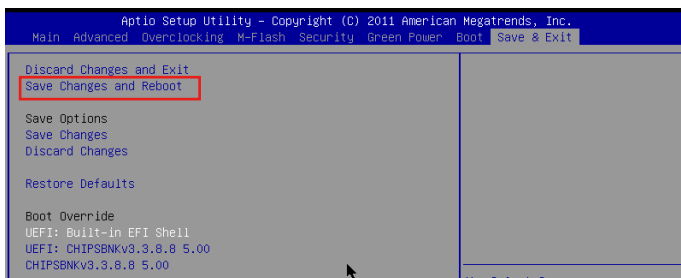 Aptio Setup Utility – Copyright (C) 2011 American Megatrends, Inc.
Main Advanced Overclocking M-Flash Security Green Power Boot Save & Exit
Discard Changes and Exit
Save Changes and Reboot
Save Options
Save Changes
Discard Changes
Restore Defaults
Boot Override
UEFI: Built-in EFI Shell
UEFI: CHIPSBNKv3.3.8.8 5.00
CHIPSBNKv3.3.8.8 5.00